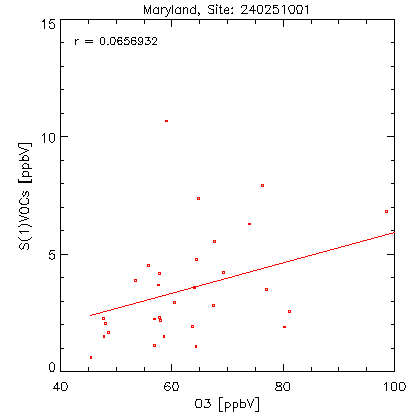 Maryland, Site: 240251001
r = 0.0656932
15
10
5
0
S(1)VOCs [ppbV]
40
60
80
100
O3 [ppbV]